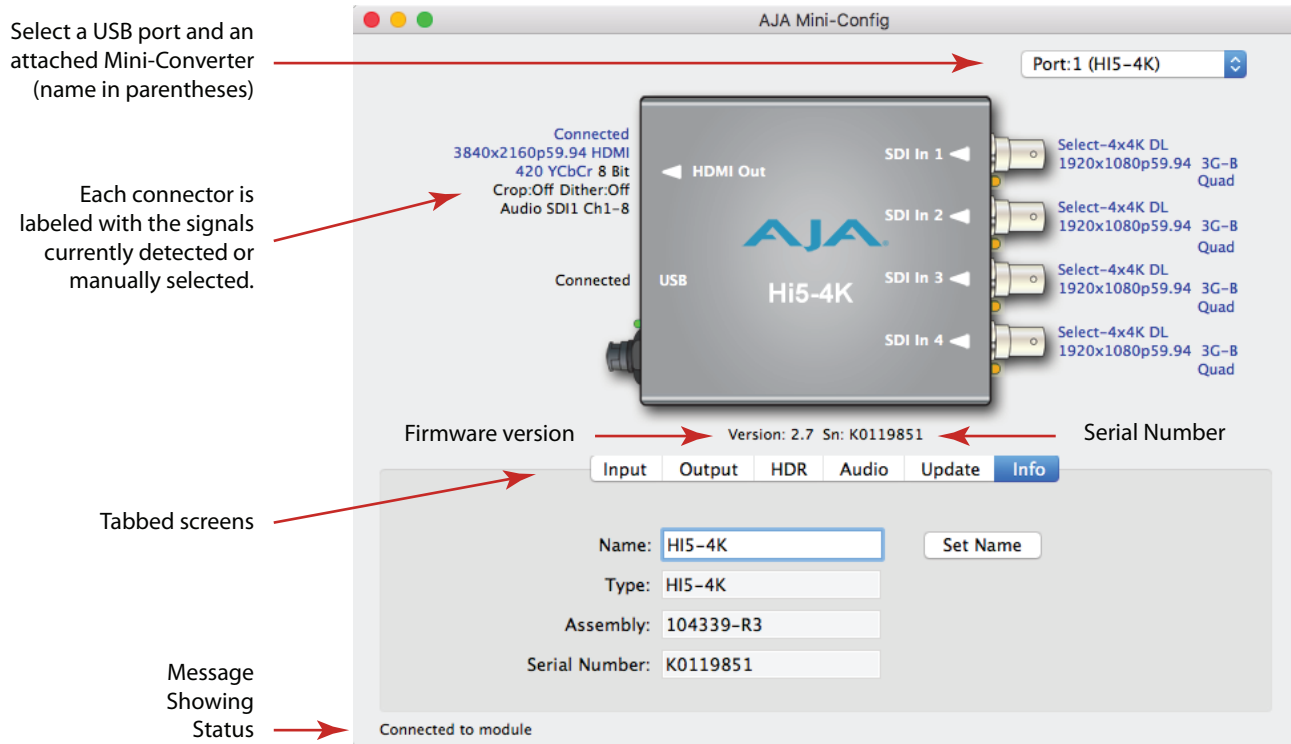 AJA Mini-Config
Select a USB port and an
attached Mini-Converter
(name in parentheses)
Port:1 (HI5-4K)
Each connector is
labeled with the signals
currently detected or
manually selected.
Connected
3840x2160p59.94 HDMI
420 YCbCr 8 Bit
Crop:Off Dither:Off
Audio SDI1 Ch1-8
Connected
HDMI Out
USB
AJA
Hi5-4K
SDI In 1
SDI In 2
SDI In 3
SDI In 4
Select-4x4K DL
1920x1080p59.94 3G-B
Quad
Select-4x4K DL
1920x1080p59.94 3G-B
Quad
Select-4x4K DL
1920x1080p59.94 3G-B
Quad
Select-4x4K DL
1920x1080p59.94 3G-B
Quad
Firmware version
Version: 2.7 Sn: K0119851
Serial Number
Tabbed screens
Input Output HDR Audio Update Info
Name: HI5-4K Set Name
Type: HI5-4K
Assembly: 104339-R3
Serial Number: K0119851
Message
Showing
Status
Connected to module